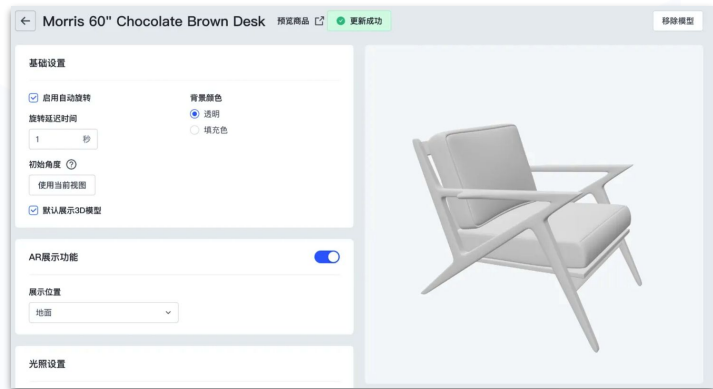 Morris 60" Chocolate Brown Desk 预览商品 更新成功 移除模型
基础设置
启用自动旋转 背景颜色
旋转延迟时间 透明
1 秒 填充色
初始角度
使用当前视图
默认展示3D模型
AR展示功能
展示位置
地面
光照设置